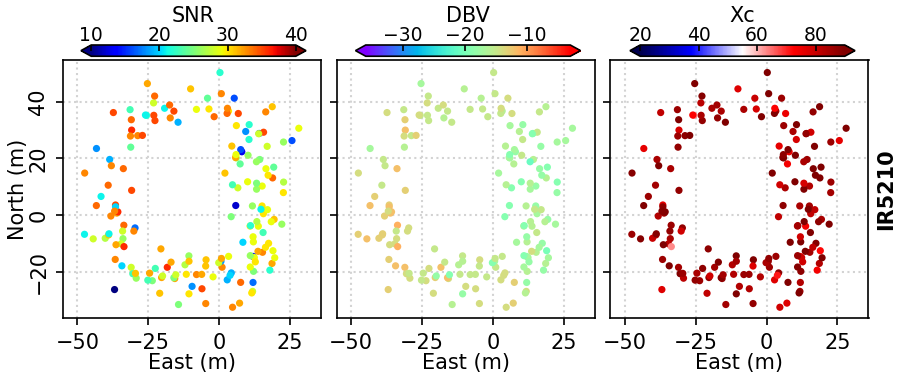 SNR DBV Xc
10 20 30 40 −30 −20 −10 20 40 60 80
North (m)
40
20
0
−20
IR5210
−50 −25 0 25 −50 −25 0 25 −50 −25 0 25
East (m) East (m) East (m)